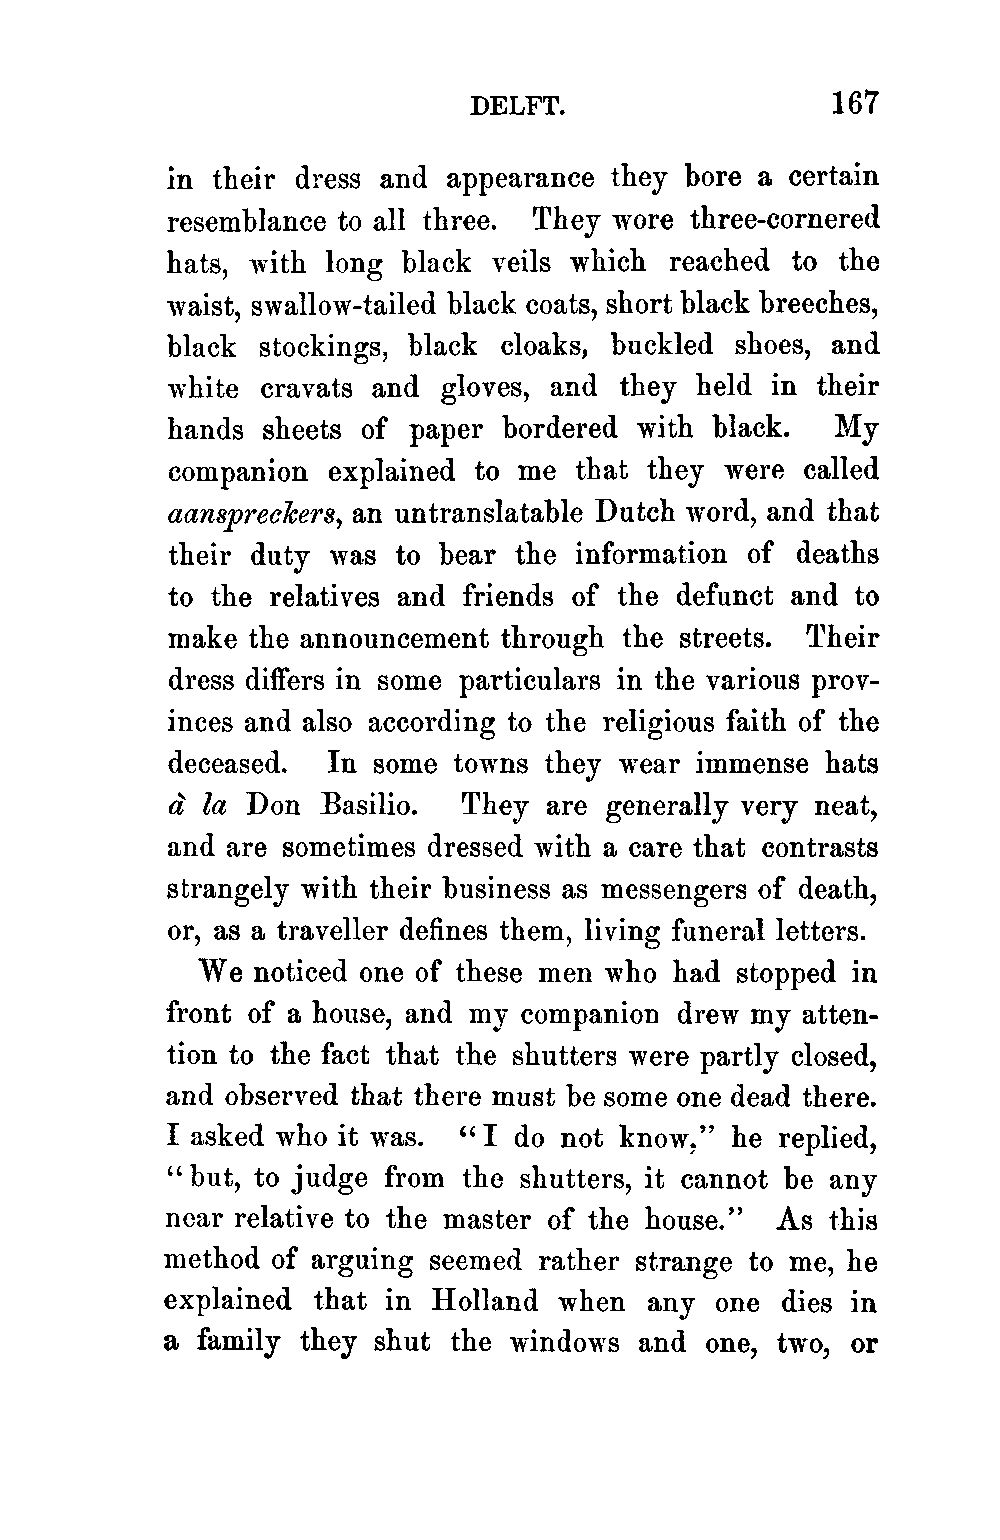 DELFT. 167
in their dress and appearance they bore a certain
resemblance to all three. They wore three-cornered
hats, with long black veils which reached to the
waist, swallow-tailed black coats, short black breeches,
black stockings, black cloaks, buckled shoes, and
white cravats and gloves, and they held in their
hands sheets of paper bordered with black. My
companion explained to me that they were called
aanspreckers, an untranslatable Dutch word, and that
their duty was to bear the information of deaths
to the relatives and friends of the defunct and to
make the announcement through the streets. Their
dress differs in some particulars in the various prov-
inces and also according to the religious faith of the
deceased. In some towns they wear immense hats
à la Don Basilio. They are generally very neat,
and are sometimes dressed with a care that contrasts
strangely with their business as messengers of death,
or, as a traveller defines them, living funeral letters.
We noticed one of these men who had stopped in
front of a house, and my companion drew my atten-
tion to the fact that the shutters were partly closed,
and observed that there must be some one dead there.
I asked who it was. “I do not know,” he replied,
“but, to judge from the shutters, it cannot be any
near relative to the master of the house.” As this
method of arguing seemed rather strange to me, he
explained that in Holland when any one dies in
a family they shut the windows and one, two, or